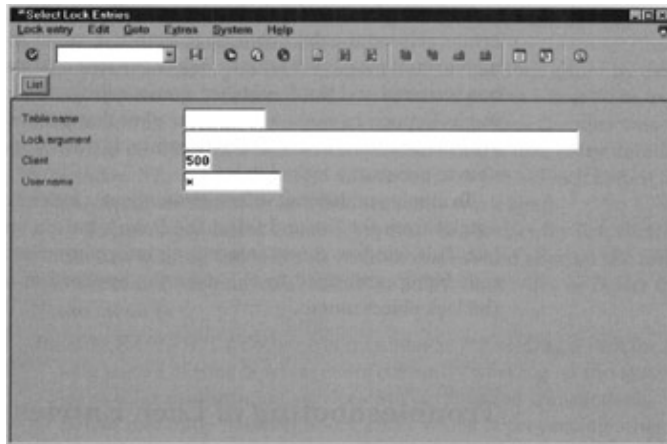 Select Lock Entries
Lock entry Edit Goto Extras System Help
List
Table name
Lock argument
Client 500
User name *